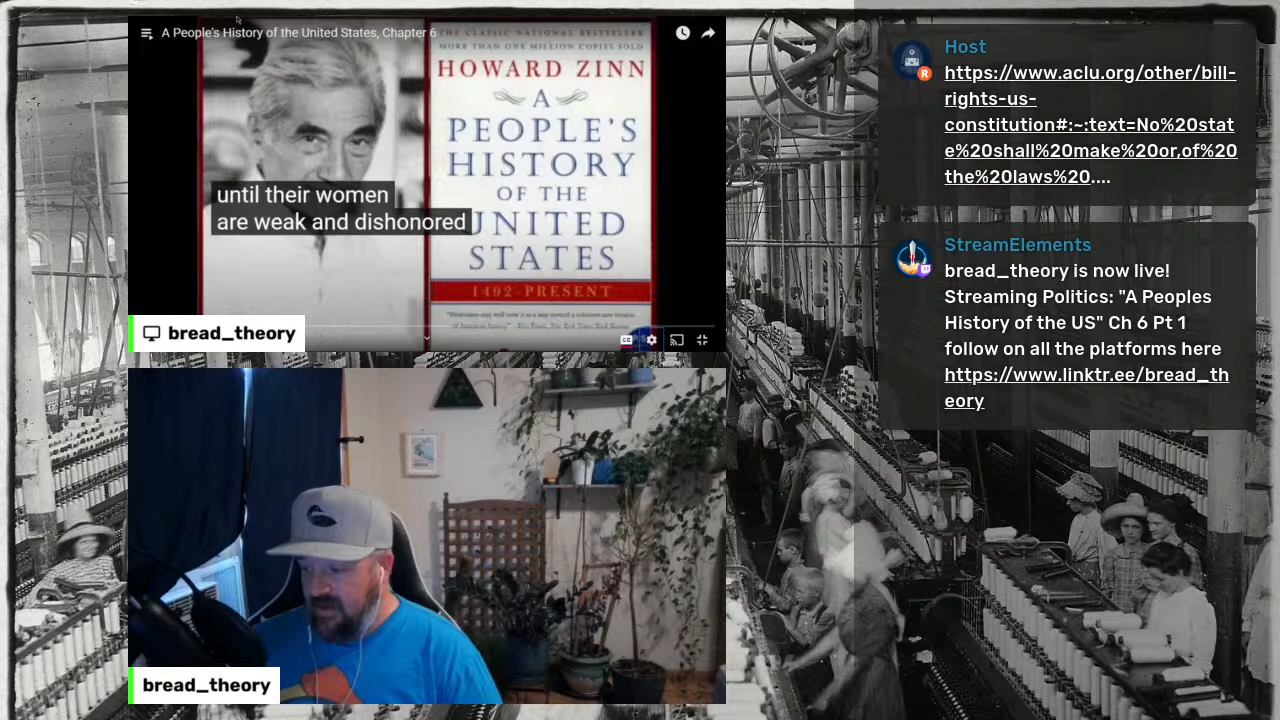 A People's History of the United States, Chapter 6
THE CLASSIC NATIONAL BESTSELLER
MORE THAN ONE MILLION COPIES SOLD
HOWARD ZINN
A
PEOPLE'S
HISTORY
OF THE
UNITED
STATES
1492-PRESENT
until their women
are weak and dishonored
CC
bread_theory
bread_theory
Host
R
https://www.aclu.org/other/bill-
rights-us-
constitution#:~:text=No%20stat
e%20shall%20make%20or,of%20
the%20laws%20....
StreamElements
bread_theory is now live!
Streaming Politics: "A Peoples
History of the US" Ch 6 Pt 1
follow on all the platforms here
https://www.linktr.ee/bread_th
eory